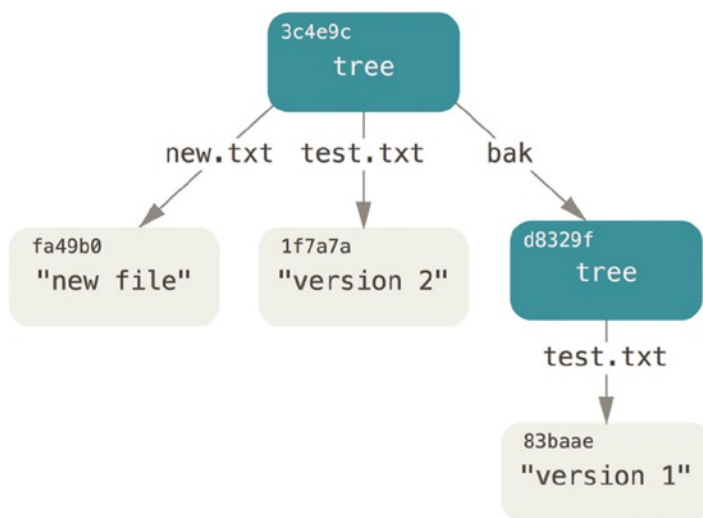 3c4e9c
tree
new.txt test.txt bak
fa49b0
"new file"
1f7a7a
"version 2"
d8329f
tree
test.txt
83baae
"version 1"